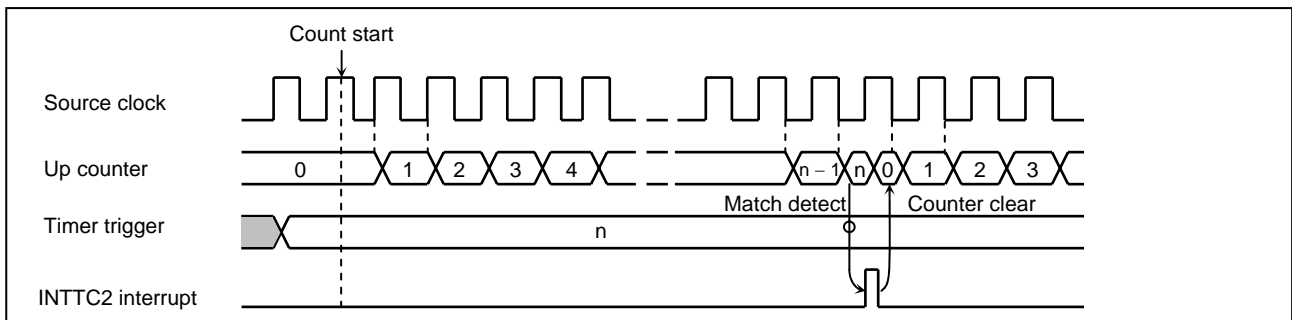 Count start
Source clock
Up counter
0 1 2 3 4 n – 1 n 0 1 2 3
Match detect Counter clear
Timer trigger
n
INTTC2 interrupt